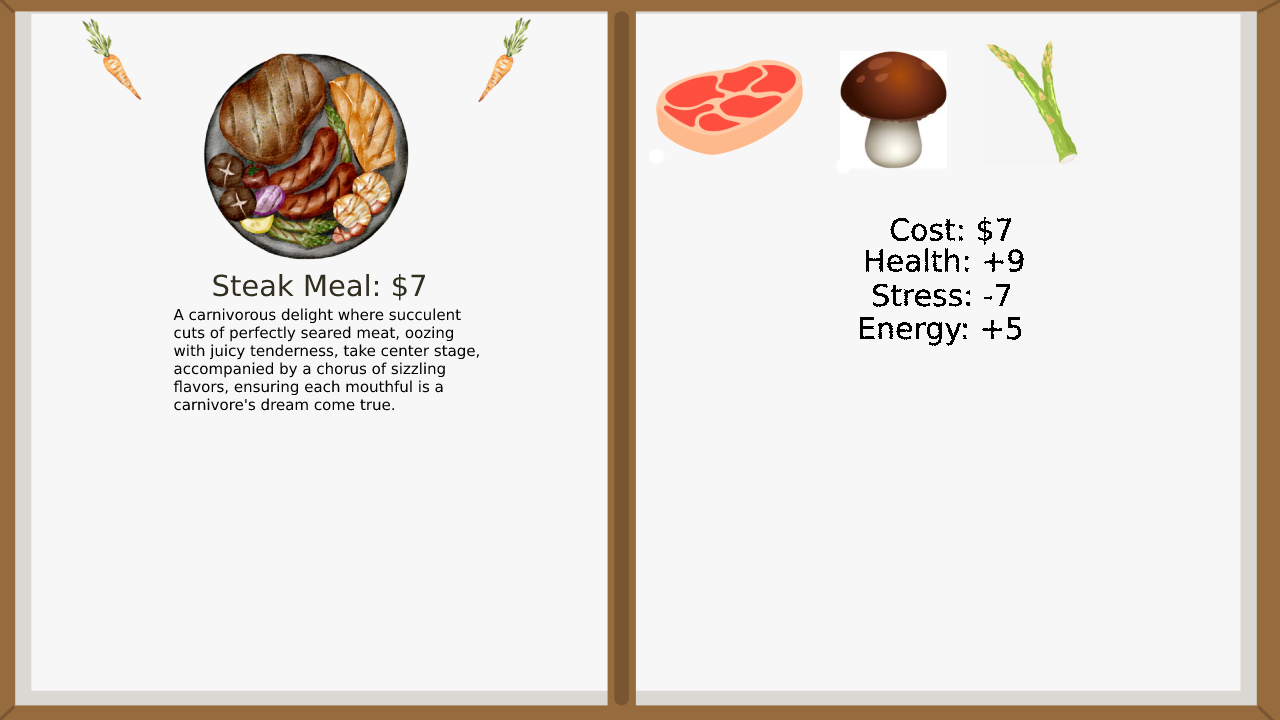 Steak Meal: $7
A carnivorous delight where succulent
cuts of perfectly seared meat, oozing
with juicy tenderness, take center stage,
accompanied by a chorus of sizzling
flavors, ensuring each mouthful is a
carnivore's dream come true.
Cost: $7
Health: +9
Stress: -7
Energy: +5